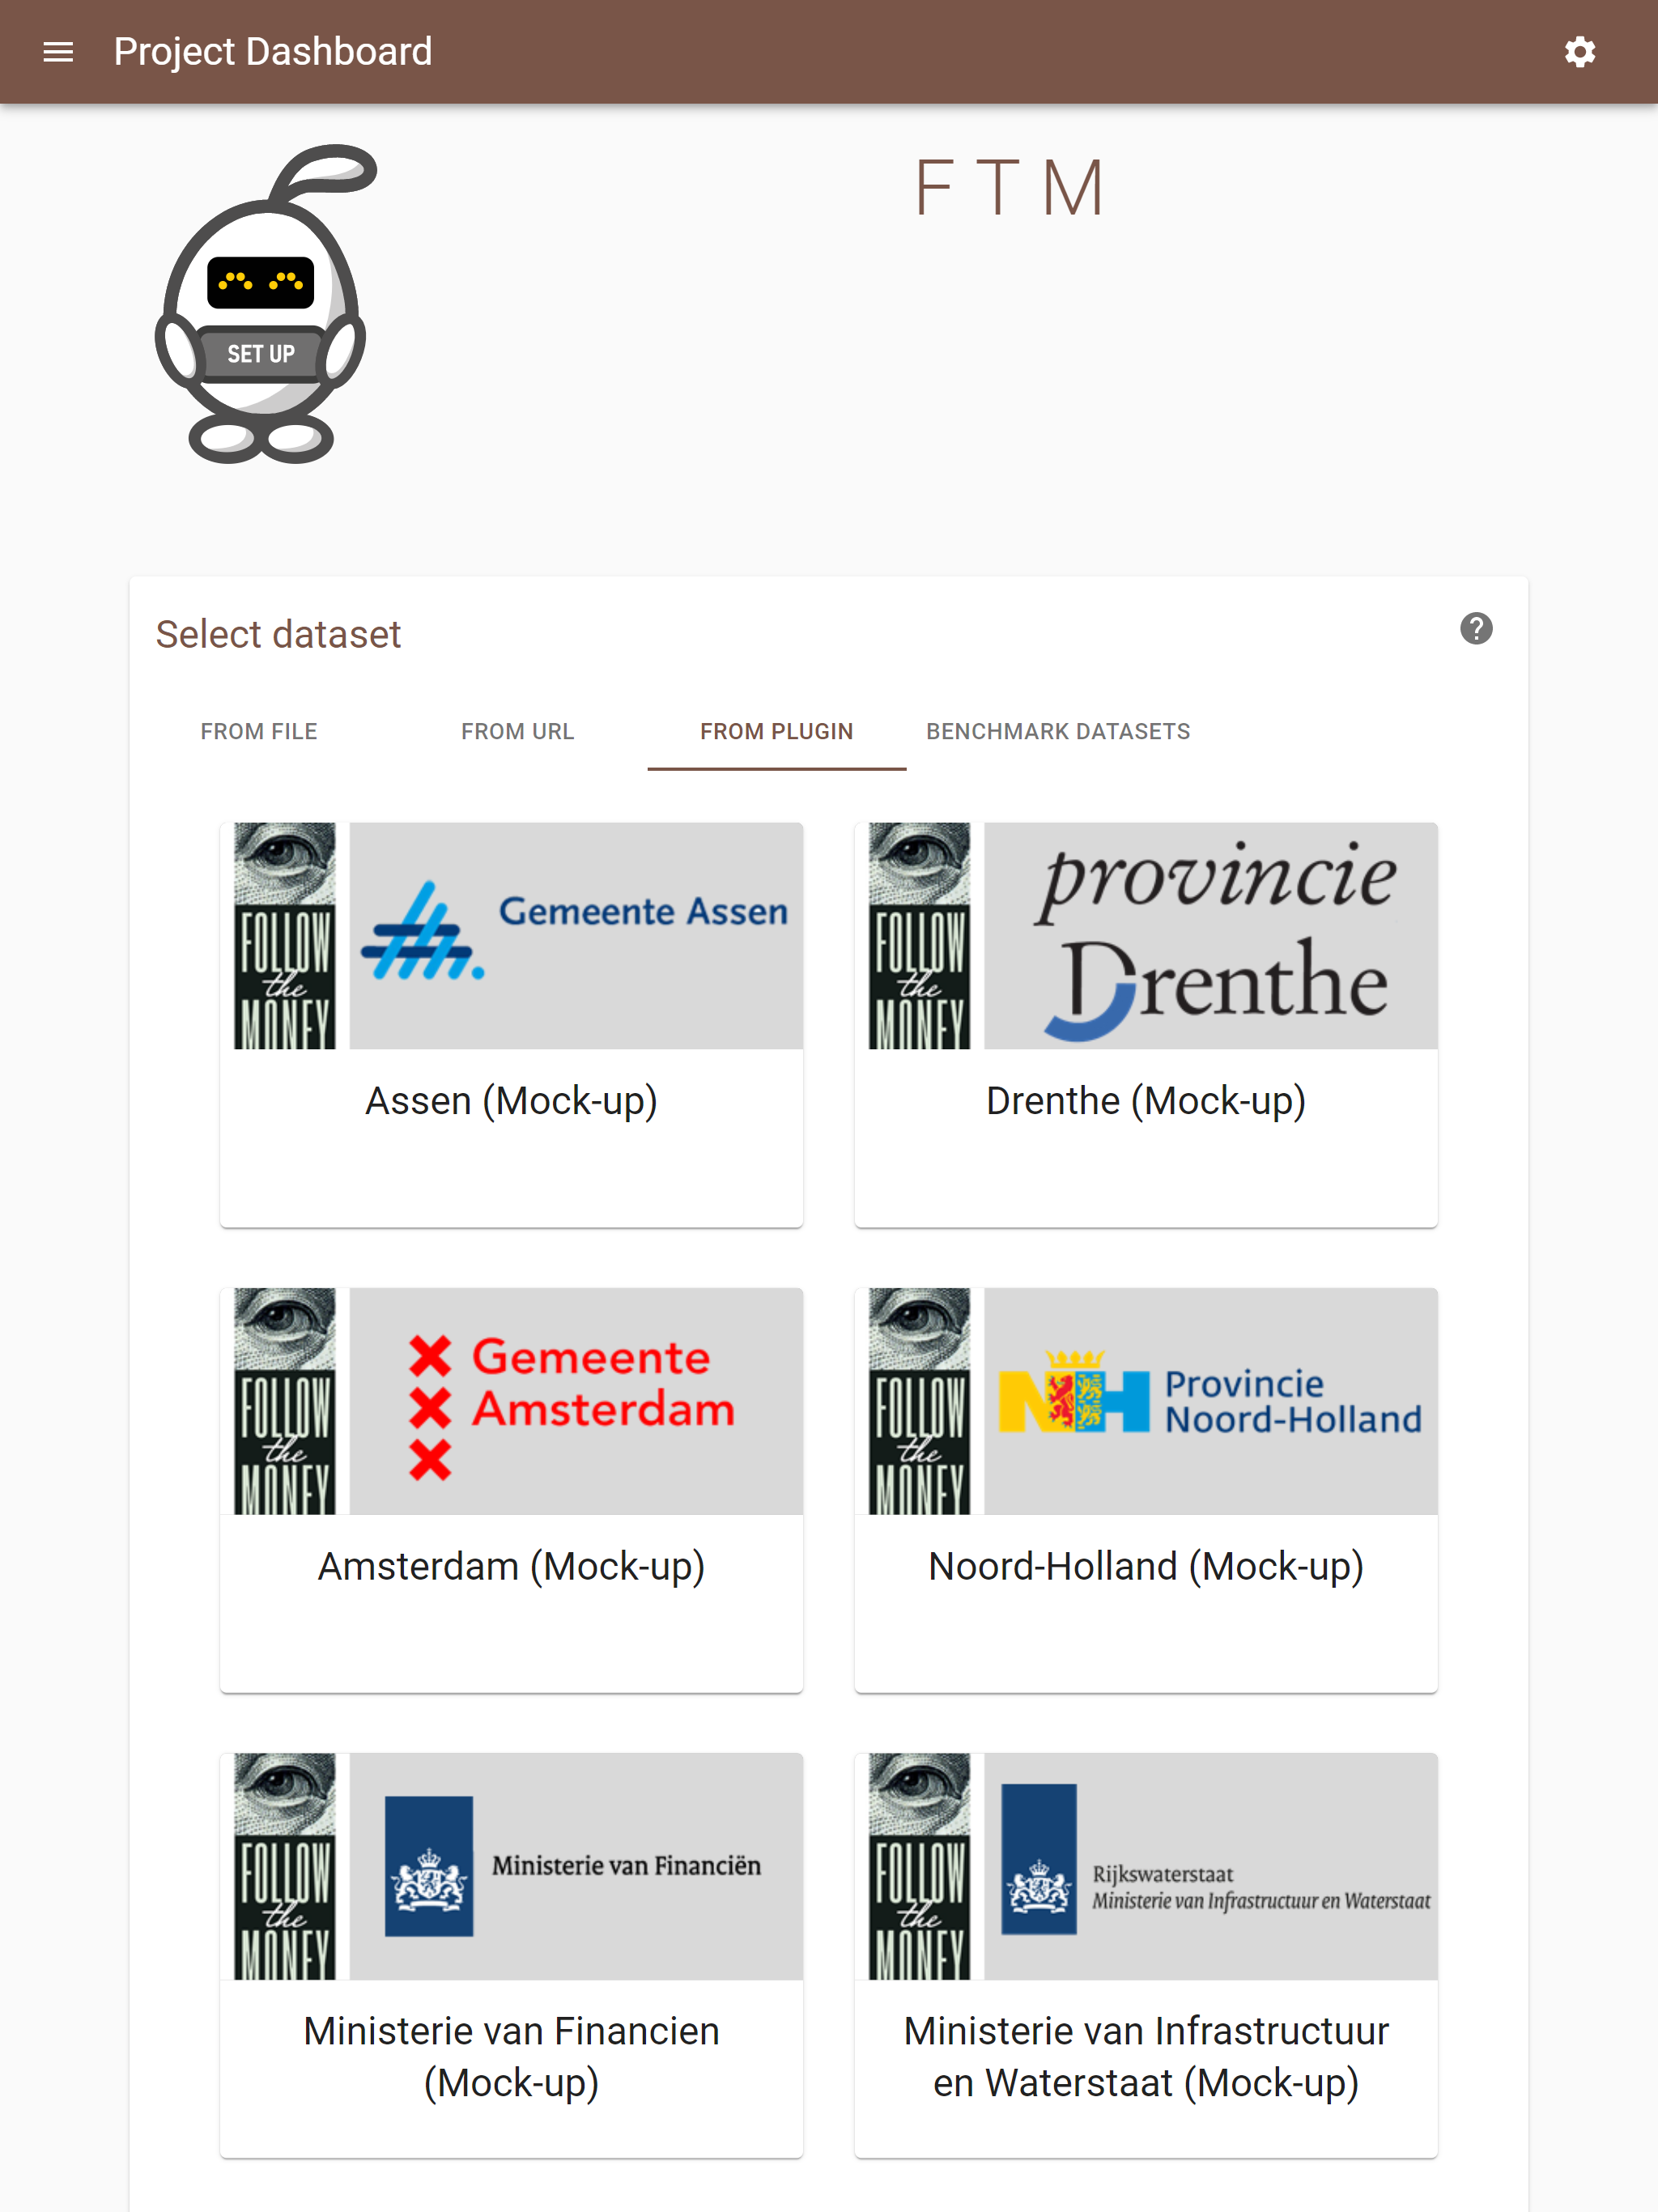 Project Dashboard
FTM
SET UP
Select dataset
FROM FILE
FROM URL
FROM PLUGIN
BENCHMARK DATASETS
FOLLOW
the
MONEY
Gemeente Assen
Assen (Mock-up)
FOLLOW
the
MONEY
provincie
Drenthe
Drenthe (Mock-up)
FOLLOW
the
MONEY
Gemeente
Amsterdam
Amsterdam (Mock-up)
FOLLOW
the
MONEY
NH
Provincie
Noord-Holland
Noord-Holland (Mock-up)
FOLLOW
the
MONEY
Ministerie van Financiën
Ministerie van Financien
(Mock-up)
FOLLOW
the
MONEY
Rijkswaterstaat
Ministerie van Infrastructuur en Waterstaat
Ministerie van Infrastructuur
en Waterstaat (Mock-up)